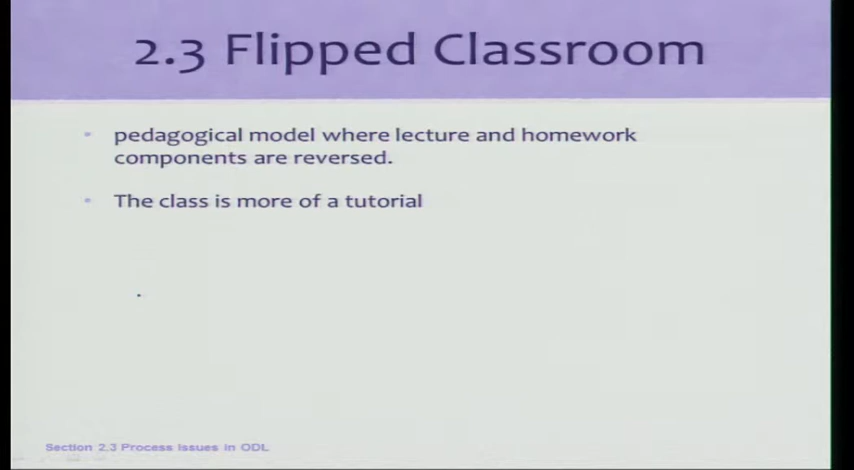 2.3 Flipped Classroom
pedagogical model where lecture and homework
components are reversed.
The class is more of a tutorial
Section 2.3 Process Issues in ODL